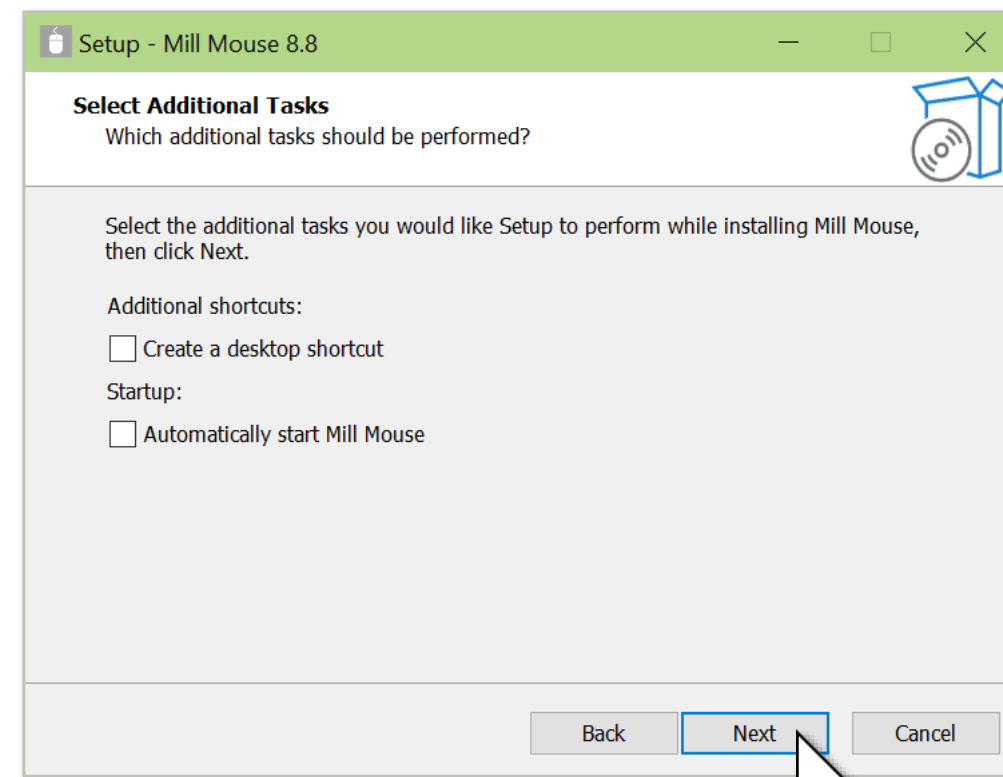 Setup - Mill Mouse 8.8
Select Additional Tasks
Which additional tasks should be performed?
Select the additional tasks you would like Setup to perform while installing Mill Mouse,
then click Next.
Additional shortcuts:
Create a desktop shortcut
Startup:
Automatically start Mill Mouse
Back Next Cancel